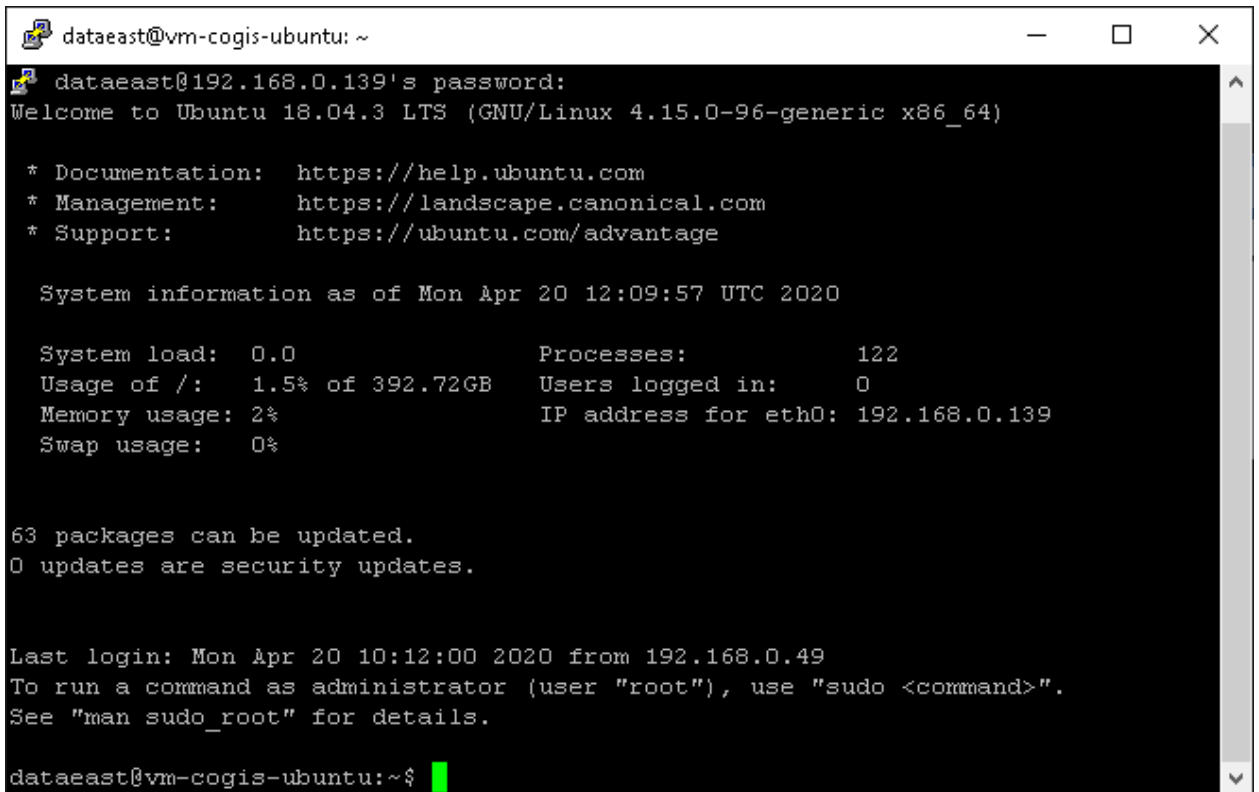 dataeast@vm-cogis-ubuntu: ~
dataeast@192.168.0.139's password:
Welcome to Ubuntu 18.04.3 LTS (GNU/Linux 4.15.0-96-generic x86_64)
* Documentation:  https://help.ubuntu.com
* Management:     https://landscape.canonical.com
* Support:        https://ubuntu.com/advantage
System information as of Mon Apr 20 12:09:57 UTC 2020
System load:  0.0                Processes:           122
Usage of /:   1.5% of 392.72GB   Users logged in:     0
Memory usage: 2%                 IP address for eth0: 192.168.0.139
Swap usage:   0%
63 packages can be updated.
0 updates are security updates.
Last login: Mon Apr 20 10:12:00 2020 from 192.168.0.49
To run a command as administrator (user "root"), use "sudo <command>".
See "man sudo_root" for details.
dataeast@vm-cogis-ubuntu:~$